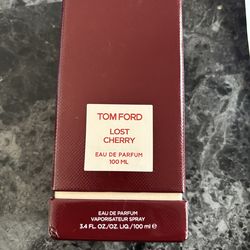 TOM FORD
LOST
CHERRY
EAU DE PARFUM
100 ML
EAU DE PARFUM
VAPORISATEUR SPRAY
3.4 FL. OZ./OZ. LIQ./100 ml ℮